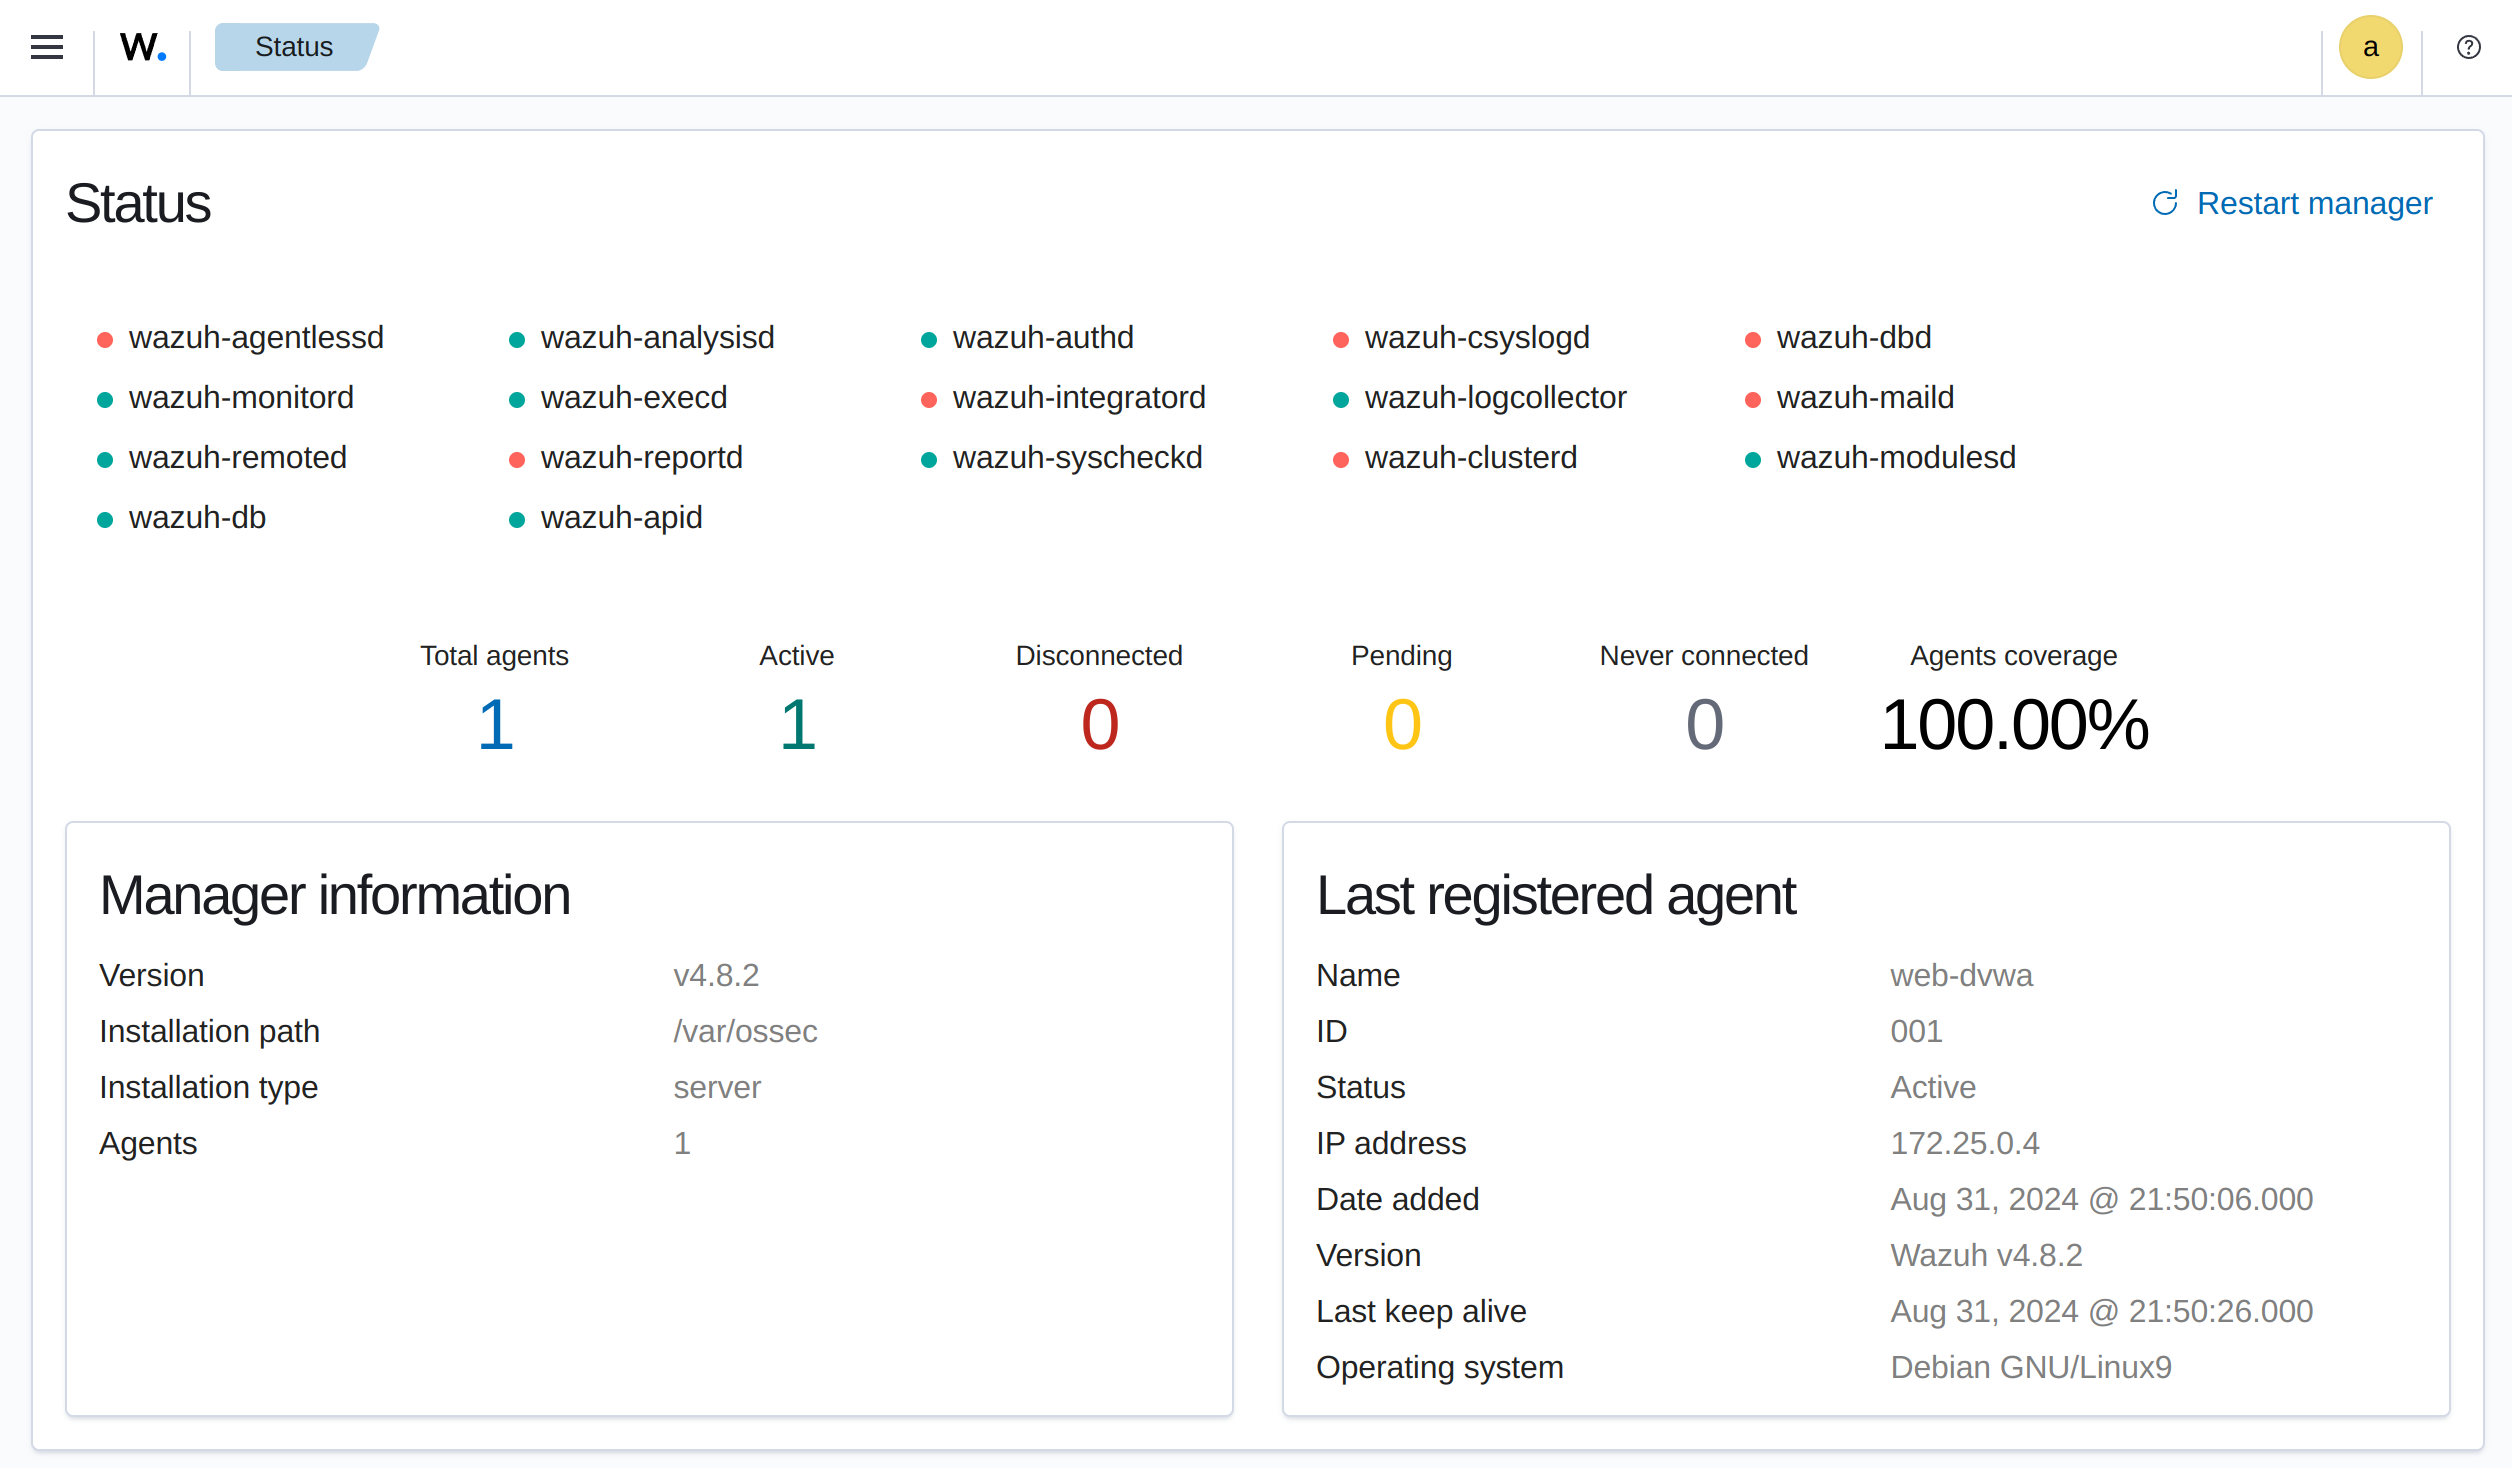 W.
Status
a
Status
Restart manager
wazuh-agentlessd
wazuh-analysisd
wazuh-authd
wazuh-csyslogd
wazuh-dbd
wazuh-monitord
wazuh-execd
wazuh-integratord
wazuh-logcollector
wazuh-maild
wazuh-remoted
wazuh-reportd
wazuh-syscheckd
wazuh-clusterd
wazuh-modulesd
wazuh-db
wazuh-apid
Total agents
1
Active
1
Disconnected
0
Pending
0
Never connected
0
Agents coverage
100.00%
Manager information
Version v4.8.2
Installation path /var/ossec
Installation type server
Agents 1
Last registered agent
Name web-dvwa
ID 001
Status Active
IP address 172.25.0.4
Date added Aug 31, 2024 @ 21:50:06.000
Version Wazuh v4.8.2
Last keep alive Aug 31, 2024 @ 21:50:26.000
Operating system Debian GNU/Linux9